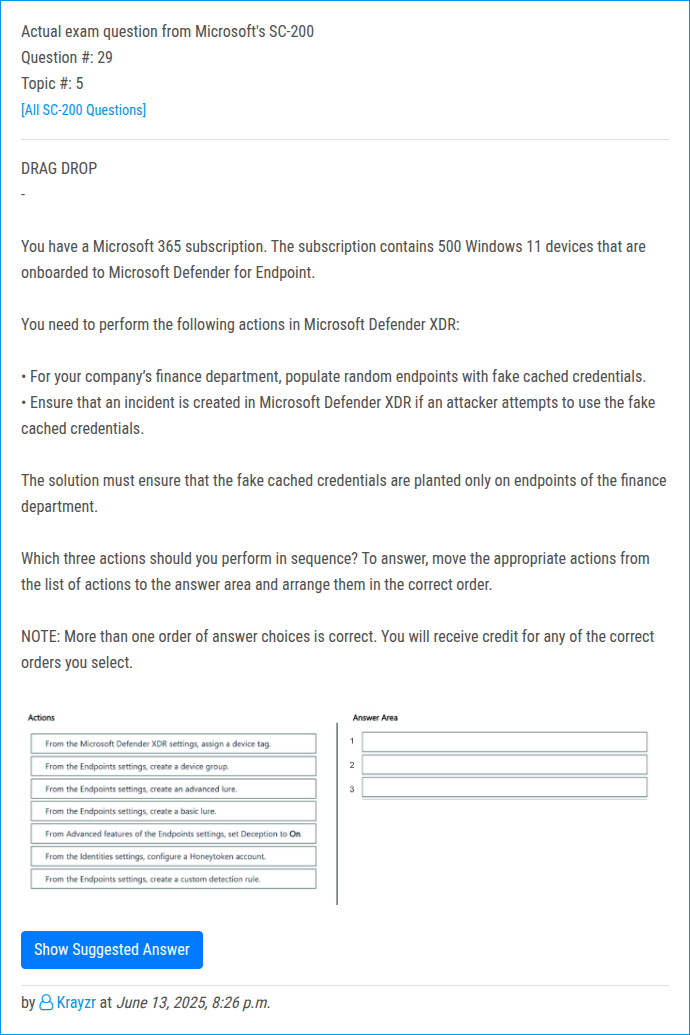 Actual exam question from Microsoft's SC-200
Question #: 29
Topic #: 5
[All SC-200 Questions]
DRAG DROP
-
You have a Microsoft 365 subscription. The subscription contains 500 Windows 11 devices that are
onboarded to Microsoft Defender for Endpoint.
You need to perform the following actions in Microsoft Defender XDR:
• For your company’s finance department, populate random endpoints with fake cached credentials.
• Ensure that an incident is created in Microsoft Defender XDR if an attacker attempts to use the fake
cached credentials.
The solution must ensure that the fake cached credentials are planted only on endpoints of the finance
department.
Which three actions should you perform in sequence? To answer, move the appropriate actions from
the list of actions to the answer area and arrange them in the correct order.
NOTE: More than one order of answer choices is correct. You will receive credit for any of the correct
orders you select.
Actions
From the Microsoft Defender XDR settings, assign a device tag.
From the Endpoints settings, create a device group.
From the Endpoints settings, create an advanced lure.
From the Endpoints settings, create a basic lure.
From Advanced features of the Endpoints settings, set Deception to On.
From the Identities settings, configure a Honeytoken account.
From the Endpoints settings, create a custom detection rule.
Answer Area
1
2
3
Show Suggested Answer
by Krayzr at June 13, 2025, 8:26 p.m.